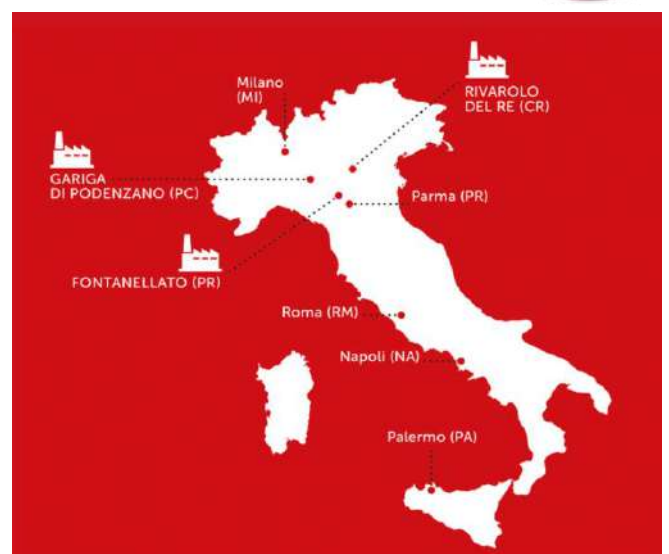 Milano
(MI)
RIVAROLO
DEL RE (CR)
GARIGA
DI PODENZANO (PC)
Parma (PR)
FONTANELLATO (PR)
Roma (RM)
Napoli (NA)
Palermo (PA)